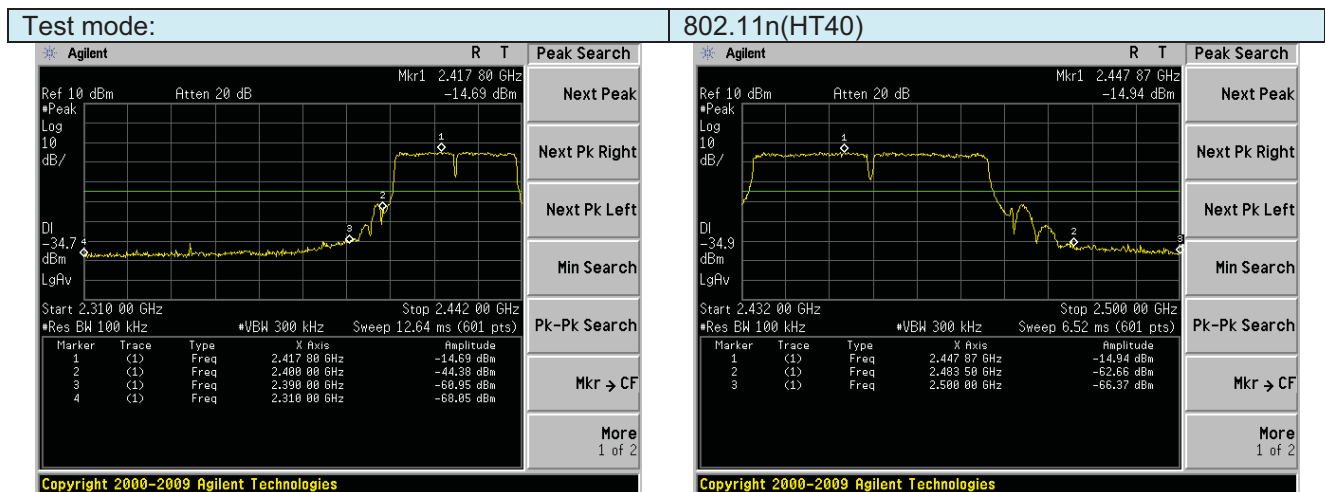 Test mode: 802.11n(HT40)
Agilent R T Peak Search
Mkr1 2.417 80 GHz
Ref 10 dBm Atten 20 dB -14.69 dBm
#Peak
Log
10
dB/
1
2
3
4
DI
-34.7
dBm
LgAv
Start 2.310 00 GHz Stop 2.442 00 GHz
#Res BW 100 kHz #VBW 300 kHz Sweep 12.64 ms (601 pts)
Marker Trace Type X Axis Amplitude
1 (1) Freq 2.417 80 GHz -14.69 dBm
2 (1) Freq 2.400 00 GHz -44.38 dBm
3 (1) Freq 2.390 00 GHz -60.95 dBm
4 (1) Freq 2.310 00 GHz -68.05 dBm
Next Peak
Next Pk Right
Next Pk Left
Min Search
Pk-Pk Search
Mkr → CF
More
1 of 2
Copyright 2000-2009 Agilent Technologies
Agilent R T Peak Search
Mkr1 2.447 87 GHz
Ref 10 dBm Atten 20 dB -14.94 dBm
#Peak
Log
10
dB/
1
2
3
DI
-34.9
dBm
LgAv
Start 2.432 00 GHz Stop 2.500 00 GHz
#Res BW 100 kHz #VBW 300 kHz Sweep 6.52 ms (601 pts)
Marker Trace Type X Axis Amplitude
1 (1) Freq 2.447 87 GHz -14.94 dBm
2 (1) Freq 2.483 50 GHz -62.66 dBm
3 (1) Freq 2.500 00 GHz -66.37 dBm
Next Peak
Next Pk Right
Next Pk Left
Min Search
Pk-Pk Search
Mkr → CF
More
1 of 2
Copyright 2000-2009 Agilent Technologies